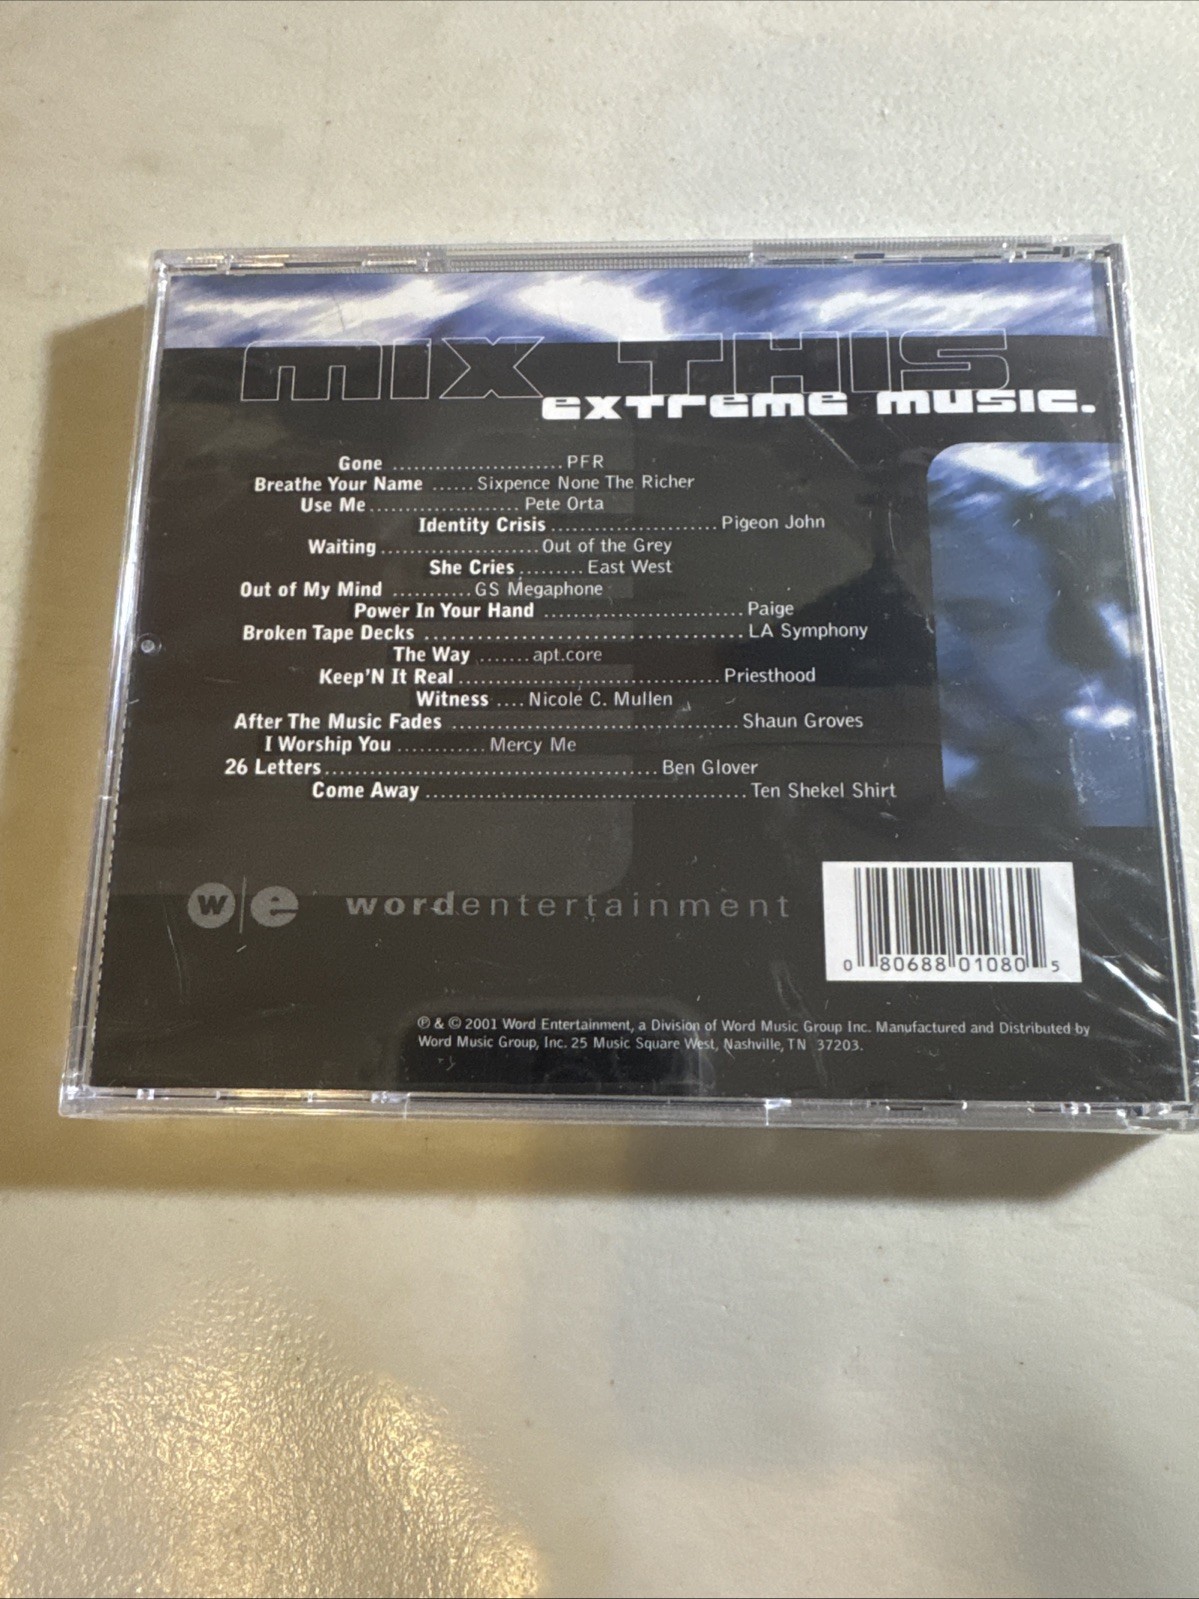 MIX THIS
extreme music.
Gone ........................ PFR
Breathe Your Name ...... Sixpence None The Richer
Use Me..................... Pete Orta
Identity Crisis ....................... Pigeon John
Waiting ...................... Out of the Grey
She Cries ......... East West
Out of My Mind ........... GS Megaphone
Power In Your Hand ............................ Paige
Broken Tape Decks .................................... LA Symphony
The Way ....... apt.core
Keep'N It Real ................................. Priesthood
Witness .... Nicole C. Mullen
After The Music Fades ...................................... Shaun Groves
I Worship You ............ Mercy Me
26 Letters.............................................. Ben Glover
Come Away .......................................... Ten Shekel Shirt
w|e wordentertainment
0 80688 01080 5
℗ & © 2001 Word Entertainment, a Division of Word Music Group Inc. Manufactured and Distributed by
Word Music Group, Inc. 25 Music Square West, Nashville, TN 37203.